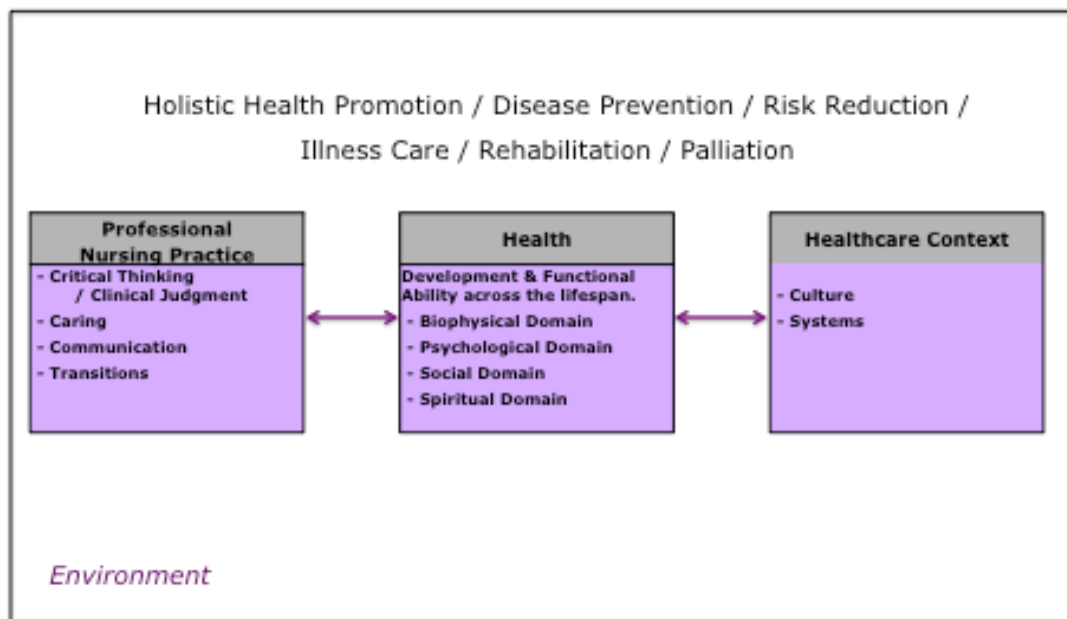 Holistic Health Promotion / Disease Prevention / Risk Reduction /
Illness Care / Rehabilitation / Palliation
Professional
Nursing Practice
- Critical Thinking
/ Clinical Judgment
- Caring
- Communication
- Transitions
Health
Development & Functional
Ability across the lifespan.
- Biophysical Domain
- Psychological Domain
- Social Domain
- Spiritual Domain
Healthcare Context
- Culture
- Systems
Environment